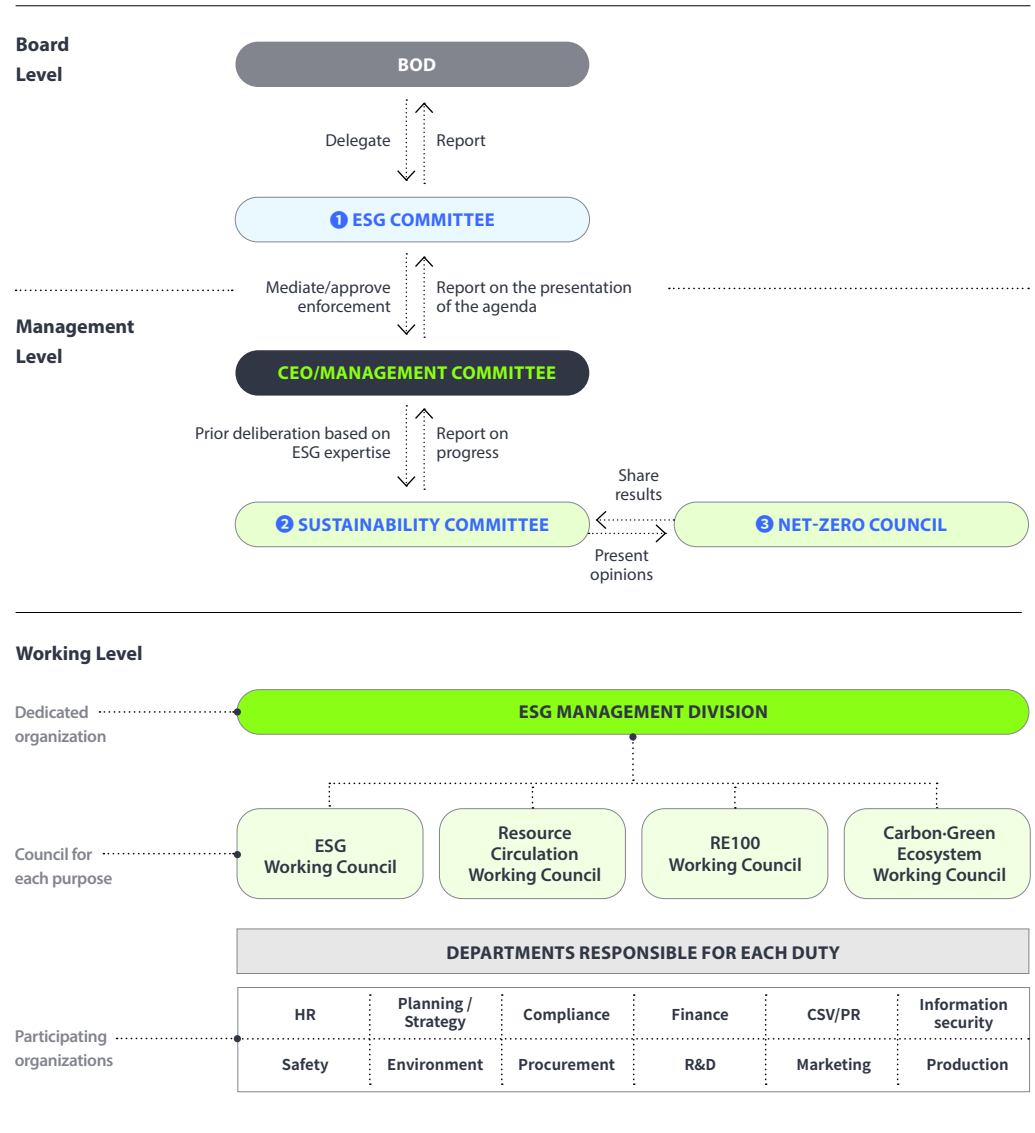 Board
Level
BOD
Delegate
Report
❶ ESG COMMITTEE
Mediate/approve
enforcement
Report on the presentation
of the agenda
Management
Level
CEO/MANAGEMENT COMMITTEE
Prior deliberation based on
ESG expertise
Report on
progress
Share
results
❷ SUSTAINABILITY COMMITTEE
❸ NET-ZERO COUNCIL
Present
opinions
Working Level
Dedicated
organization
ESG MANAGEMENT DIVISION
Council for
each purpose
ESG
Working Council
Resource
Circulation
Working Council
RE100
Working Council
Carbon·Green
Ecosystem
Working Council
DEPARTMENTS RESPONSIBLE FOR EACH DUTY
Participating
organizations
HR
Planning /
Strategy
Compliance
Finance
CSV/PR
Information
security
Safety
Environment
Procurement
R&D
Marketing
Production